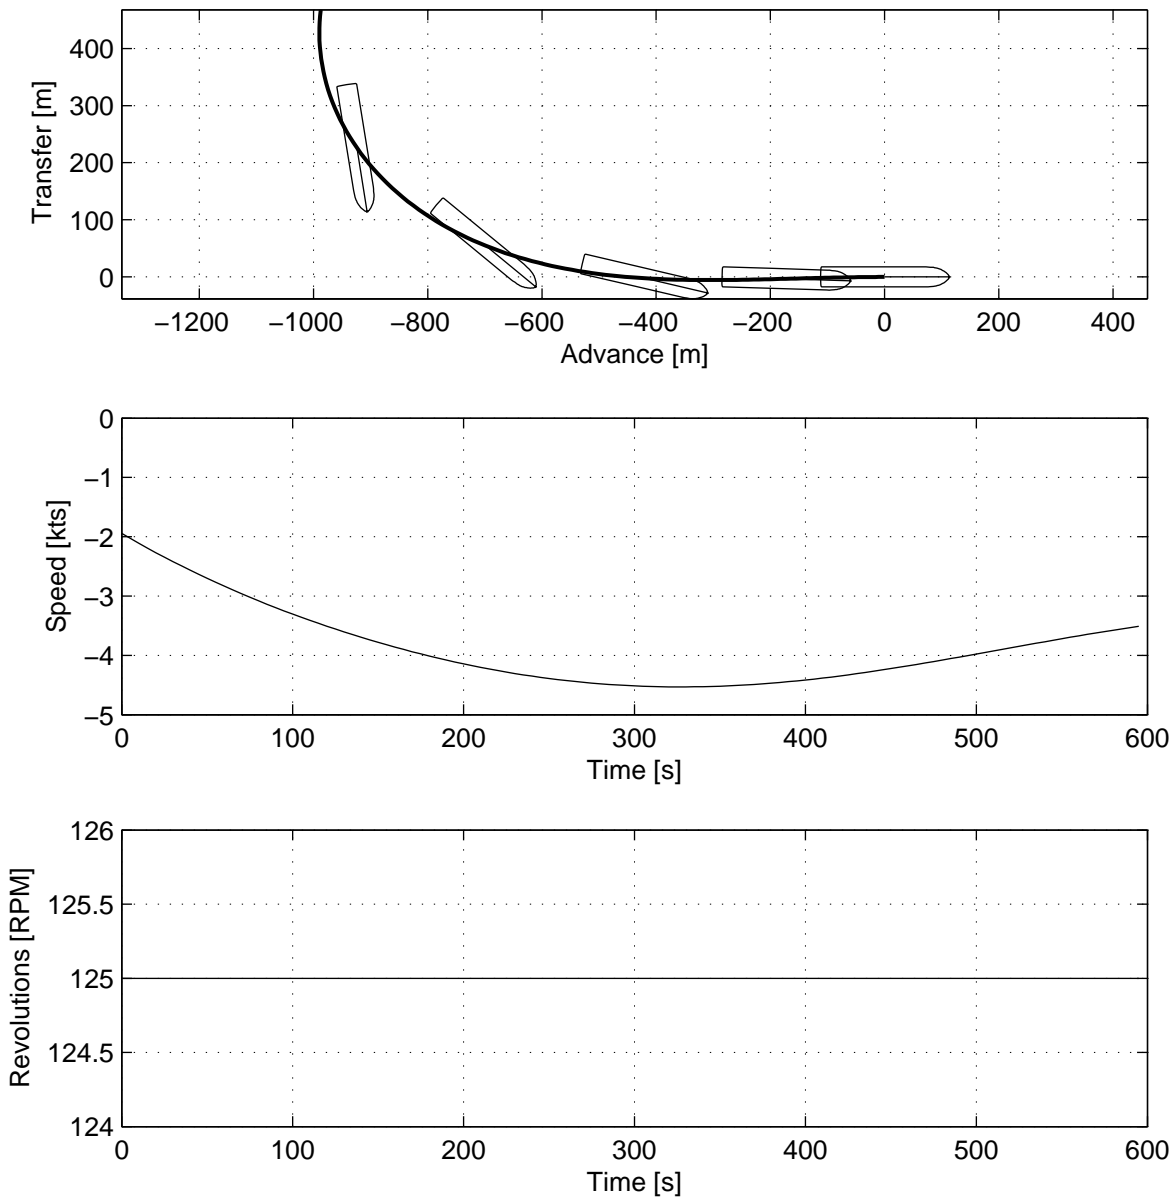 400
300
200
100
0
Transfer [m]
−1200 −1000 −800 −600 −400 −200 0 200 400
Advance [m]
0
−1
−2
−3
−4
−5
Speed [kts]
0 100 200 300 400 500 600
Time [s]
126
125.5
125
124.5
124
Revolutions [RPM]
0 100 200 300 400 500 600
Time [s]